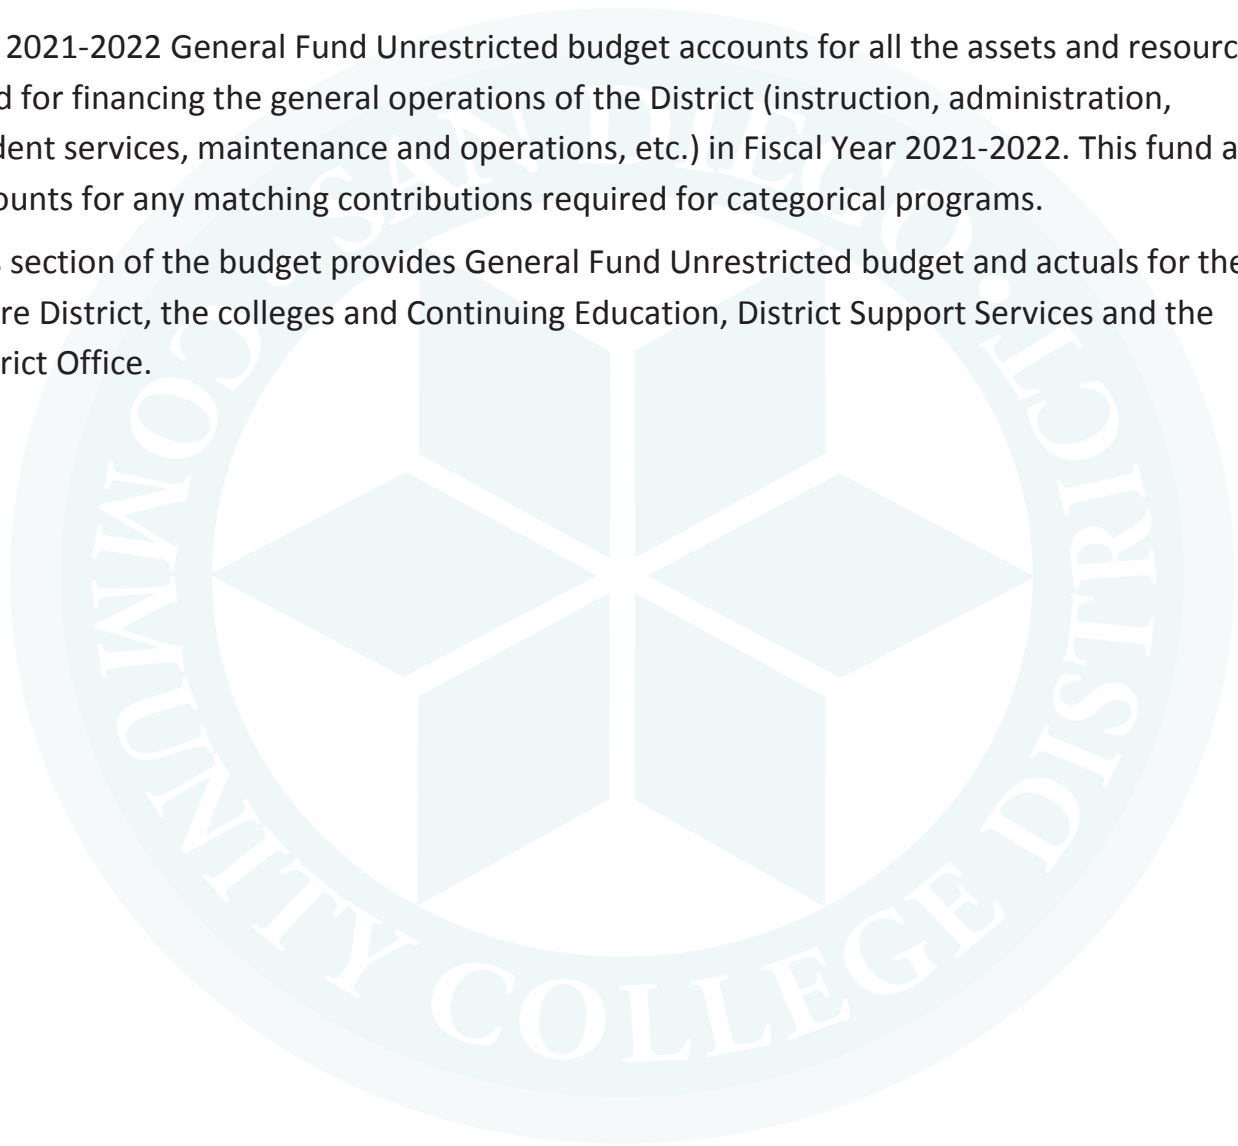 2021-2022 General Fund Unrestricted budget accounts for all the assets and resourc
d for financing the general operations of the District (instruction, administration,
dent services, maintenance and operations, etc.) in Fiscal Year 2021-2022. This fund a
ounts for any matching contributions required for categorical programs.
s section of the budget provides General Fund Unrestricted budget and actuals for the
re District, the colleges and Continuing Education, District Support Services and the
rict Office.
SAN DIEGO COMMUNITY COLLEGE DISTRICT